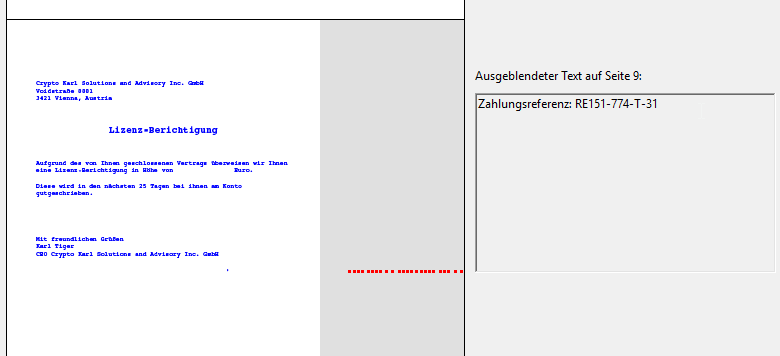 Crypto Karl Solutions and Advisory Inc. GmbH
Voidstraße 8881
3421 Vienna, Austria
Lizenz-Berichtigung
Aufgrund des von Ihnen geschlossenen Vertrags überweisen wir Ihnen
eine Lizenz-Berichtigung in Höhe von Euro.
Diese wird in den nächsten 25 Tagen bei ihnen am Konto
gutgeschrieben.
Mit freundlichen Grüßen
Karl Tiger
CEO Crypto Karl Solutions and Advisory Inc. GmbH
Ausgeblendeter Text auf Seite 9:
Zahlungsreferenz: RE151-774-T-31